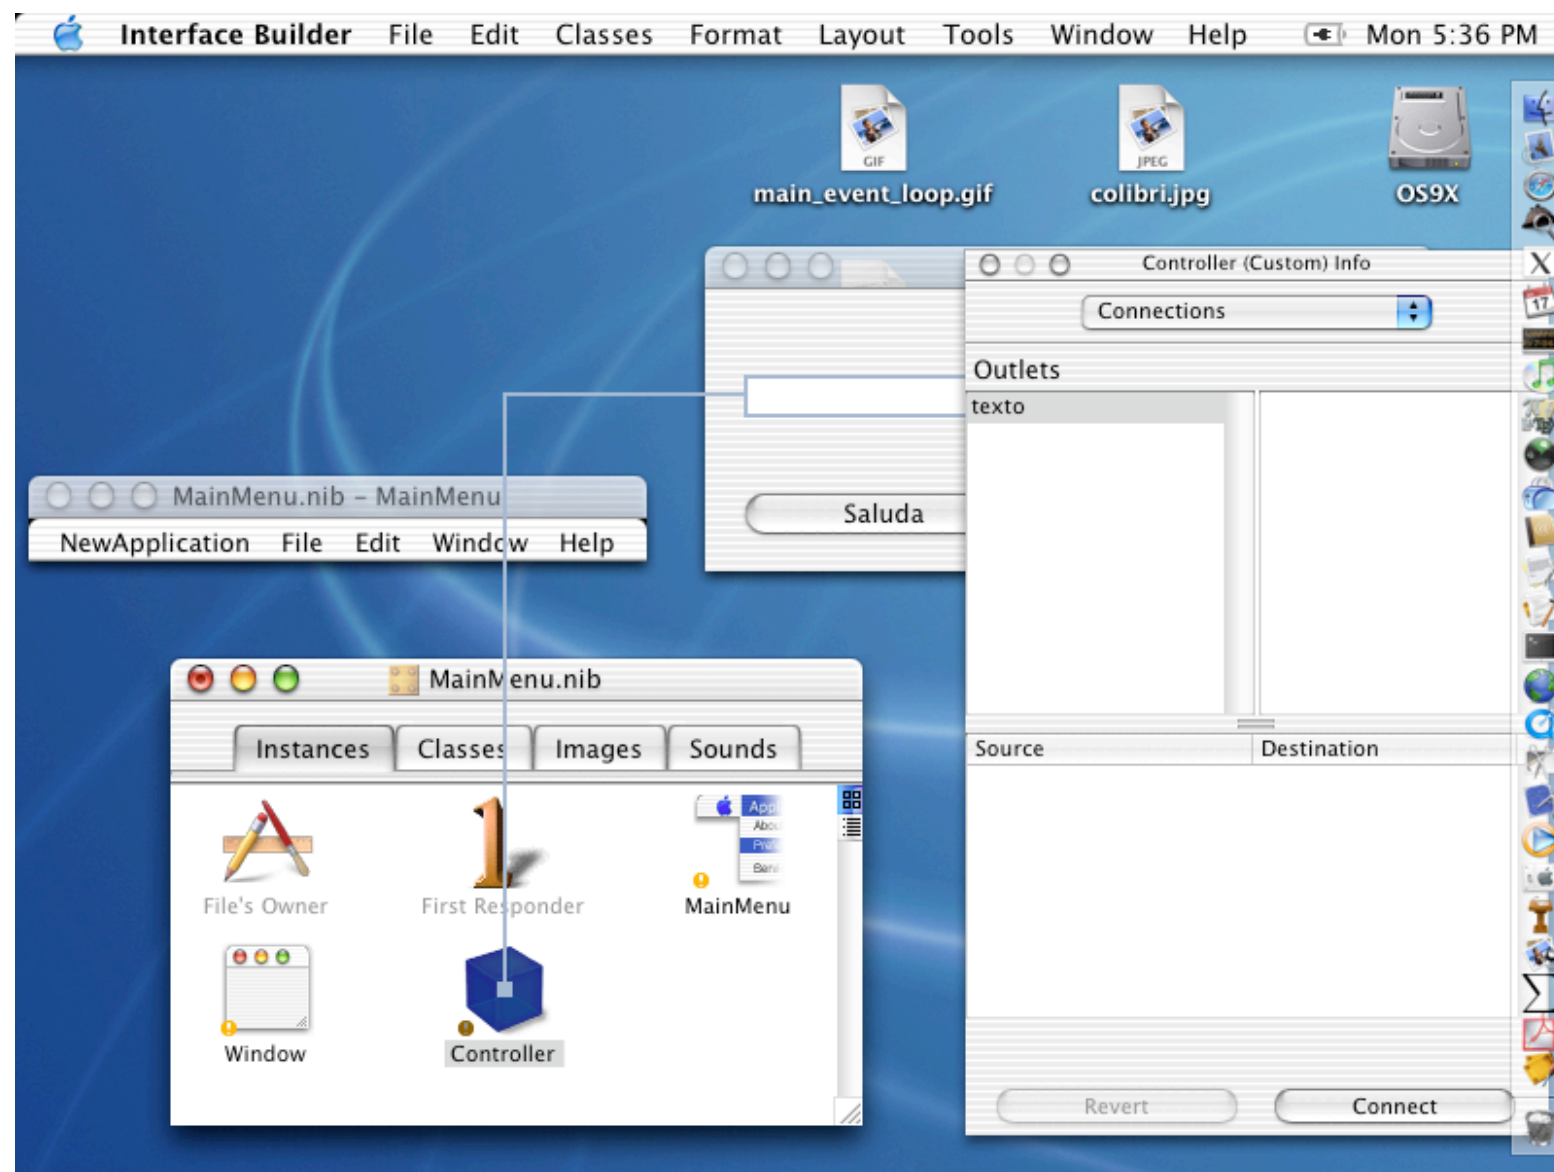 Interface Builder File Edit Classes Format Layout Tools Window Help Mon 5:36 PM
GIF
JPEG
main_event_loop.gif colibri.jpg OS9X
Controller (Custom) Info
Connections
Outlets
texto
Saluda
MainMenu.nib – MainMenu
NewApplication File Edit Window Help
MainMenu.nib
Instances Classes Images Sounds
Source Destination
File's Owner First Responder MainMenu
Window Controller
Revert Connect
17